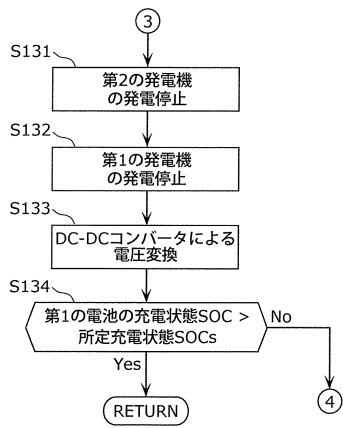 3
S131
第2の発電機
の発電停止
S132
第1の発電機
の発電停止
S133
DC-DCコンバータによる
電圧変換
S134
第1の電池の充電状態SOC >
所定充電状態SOCs
No
Yes
RETURN
4